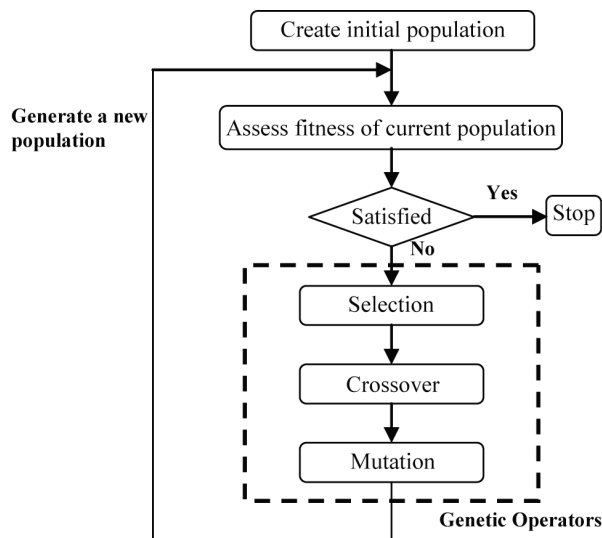 Create initial population
Generate a new
population
Assess fitness of current population
Yes
Satisfied
Stop
No
Selection
Crossover
Mutation
Genetic Operators